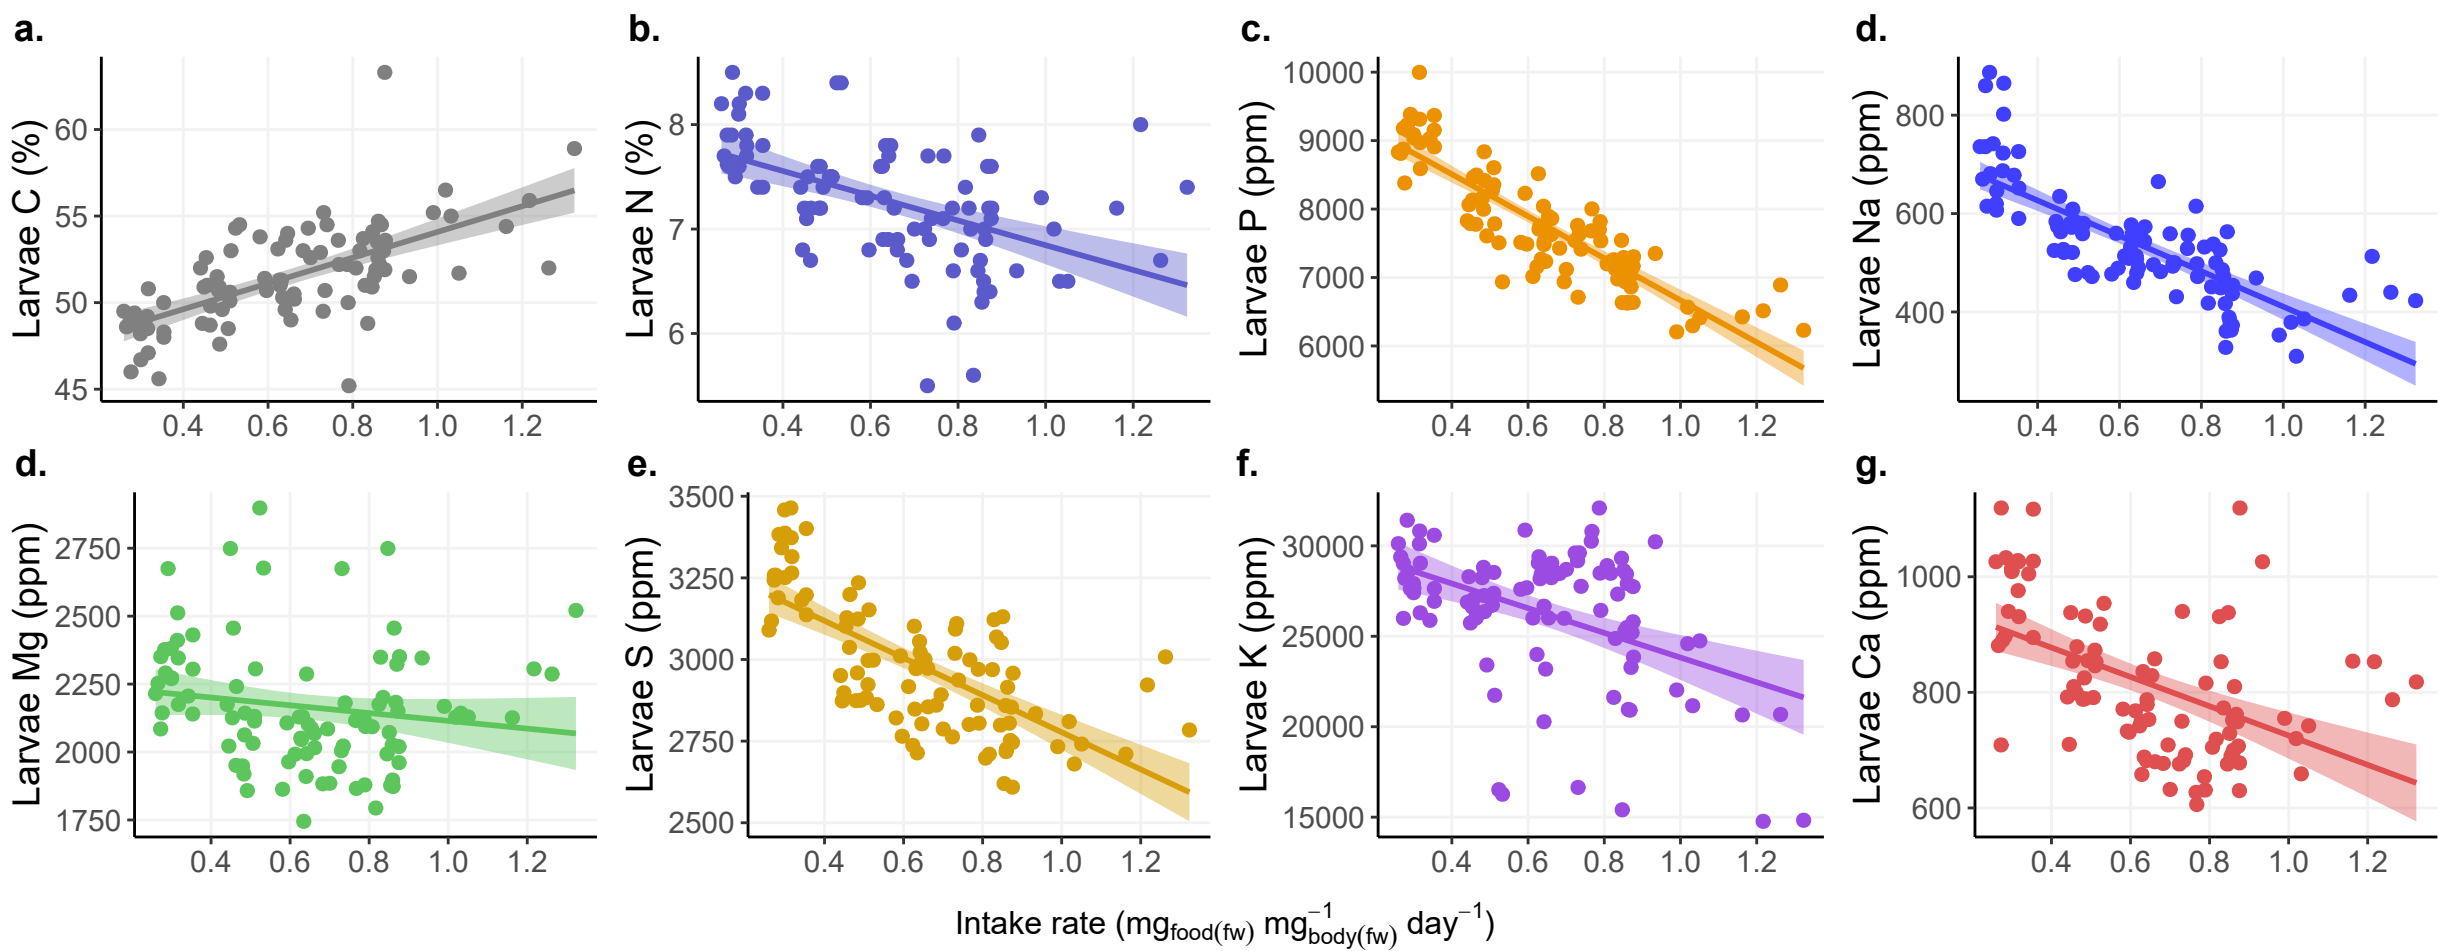 a.
b.
c.
d.
Larvae C (%)
60
55
50
45
0.4 0.6 0.8 1.0 1.2
Larvae N (%)
8
7
6
0.4 0.6 0.8 1.0 1.2
Larvae P (ppm)
10000
9000
8000
7000
6000
0.4 0.6 0.8 1.0 1.2
Larvae Na (ppm)
800
600
400
0.4 0.6 0.8 1.0 1.2
d.
e.
f.
g.
Larvae Mg (ppm)
2750
2500
2250
2000
1750
0.4 0.6 0.8 1.0 1.2
Larvae S (ppm)
3500
3250
3000
2750
2500
0.4 0.6 0.8 1.0 1.2
Larvae K (ppm)
30000
25000
20000
15000
0.4 0.6 0.8 1.0 1.2
Larvae Ca (ppm)
1000
800
600
0.4 0.6 0.8 1.0 1.2
Intake rate (mg food(fw) mg −1 body(fw) day −1)